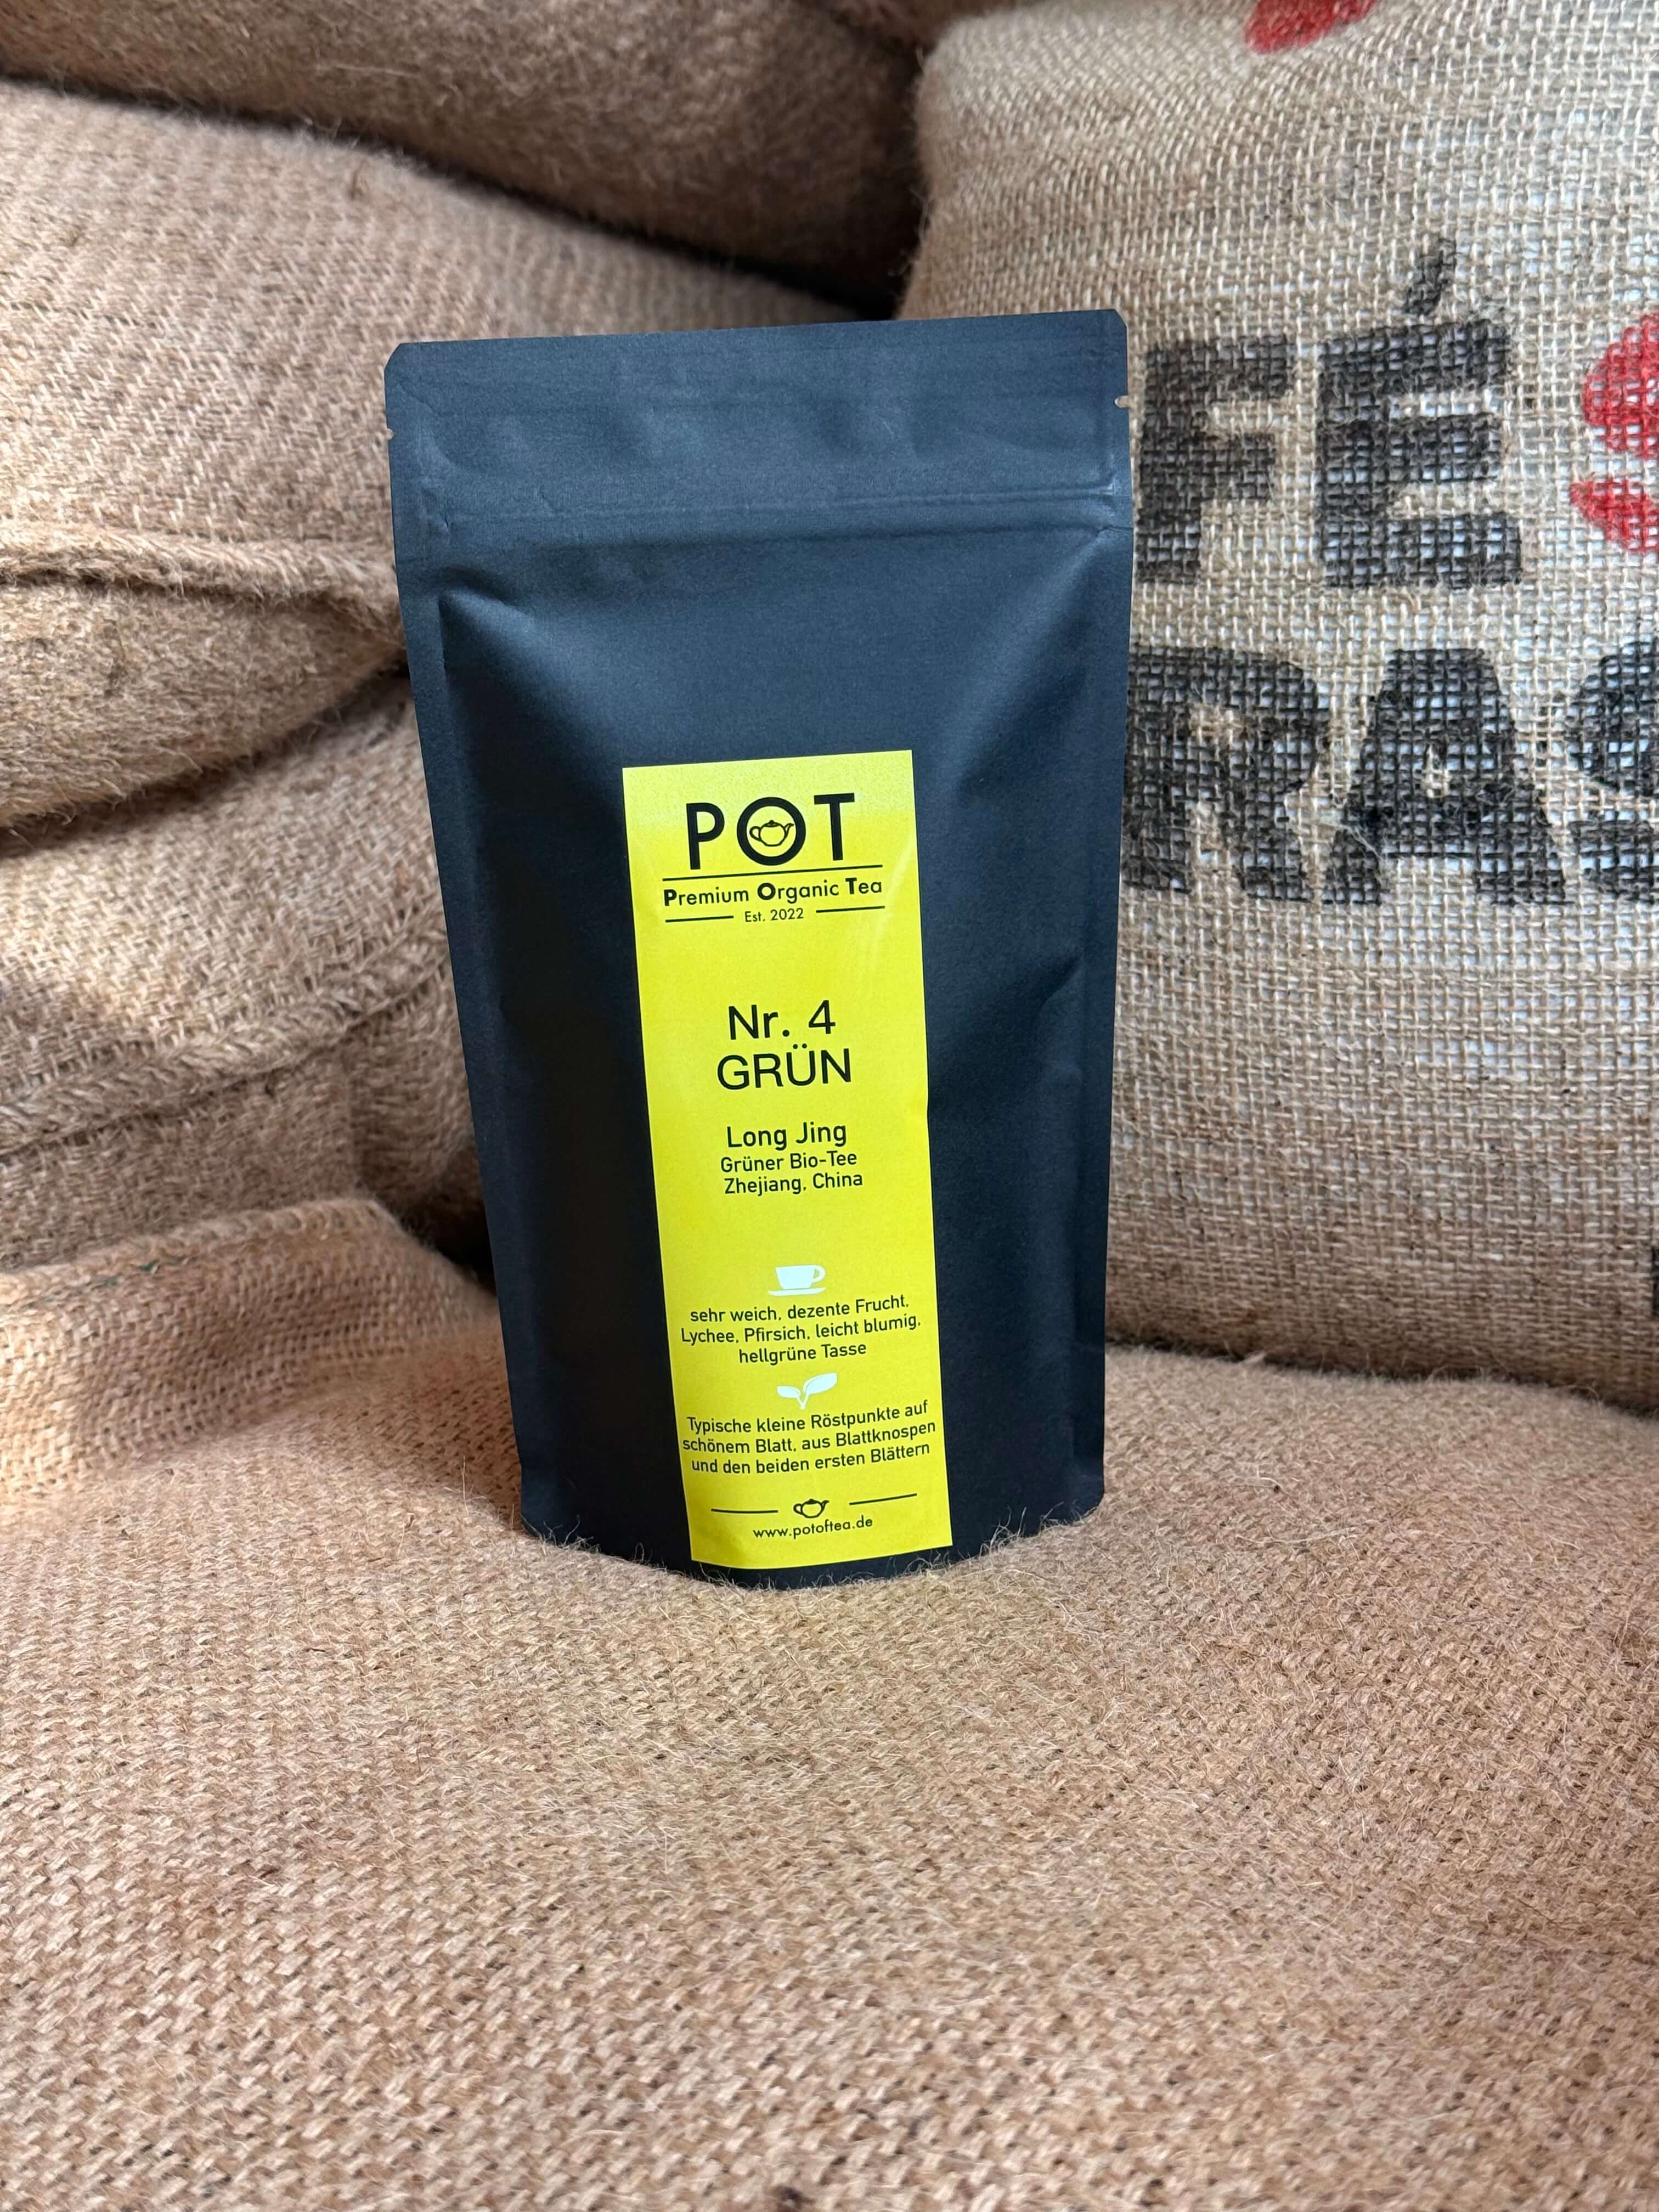 POT
Premium Organic Tea
Est. 2022
Nr. 4
GRÜN
Long Jing
Grüner Bio-Tee
Zhejiang, China
sehr weich, dezente Frucht,
Lychee, Pfirsich, leicht blumig,
hellgrüne Tasse
Typische kleine Röstpunkte auf
schönem Blatt, aus Blattknospen
und den beiden ersten Blättern
www.potoftea.de
FÉ
RAS